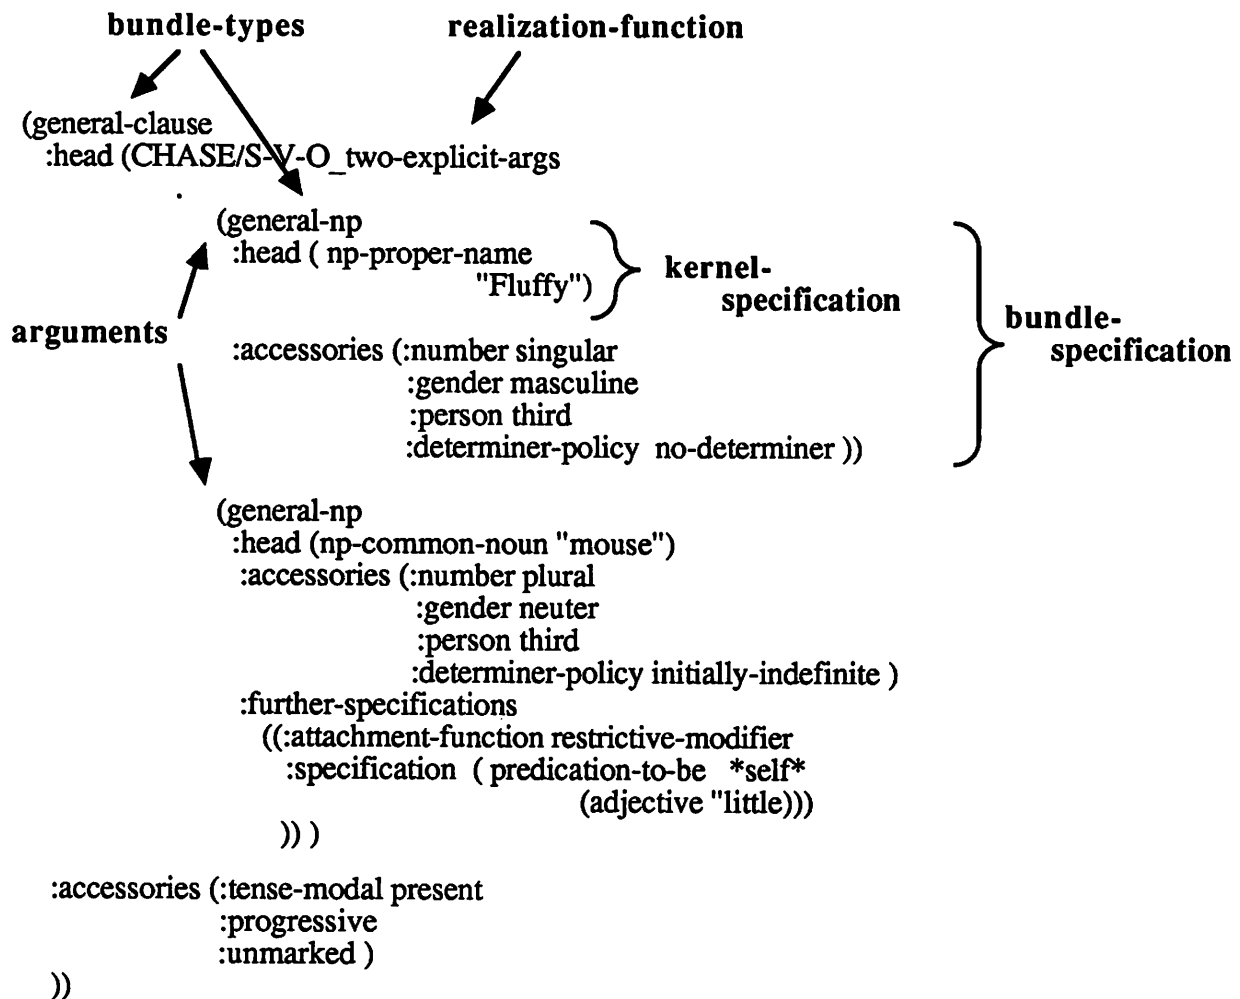 bundle-types realization-function
(general-clause
:head (CHASE/S-V-O_two-explicit-args
(general-np
:head ( np-proper-name
"Fluffy")
kernel-
specification
arguments
bundle-
specification
:accessories (:number singular
:gender masculine
:person third
:determiner-policy no-determiner ))
(general-np
:head (np-common-noun "mouse")
:accessories (:number plural
:gender neuter
:person third
:determiner-policy initially-indefinite )
:further-specifications
((:attachment-function restrictive-modifier
:specification ( predication-to-be *self*
(adjective "little)))
)) )
:accessories (:tense-modal present
:progressive
:unmarked )
))